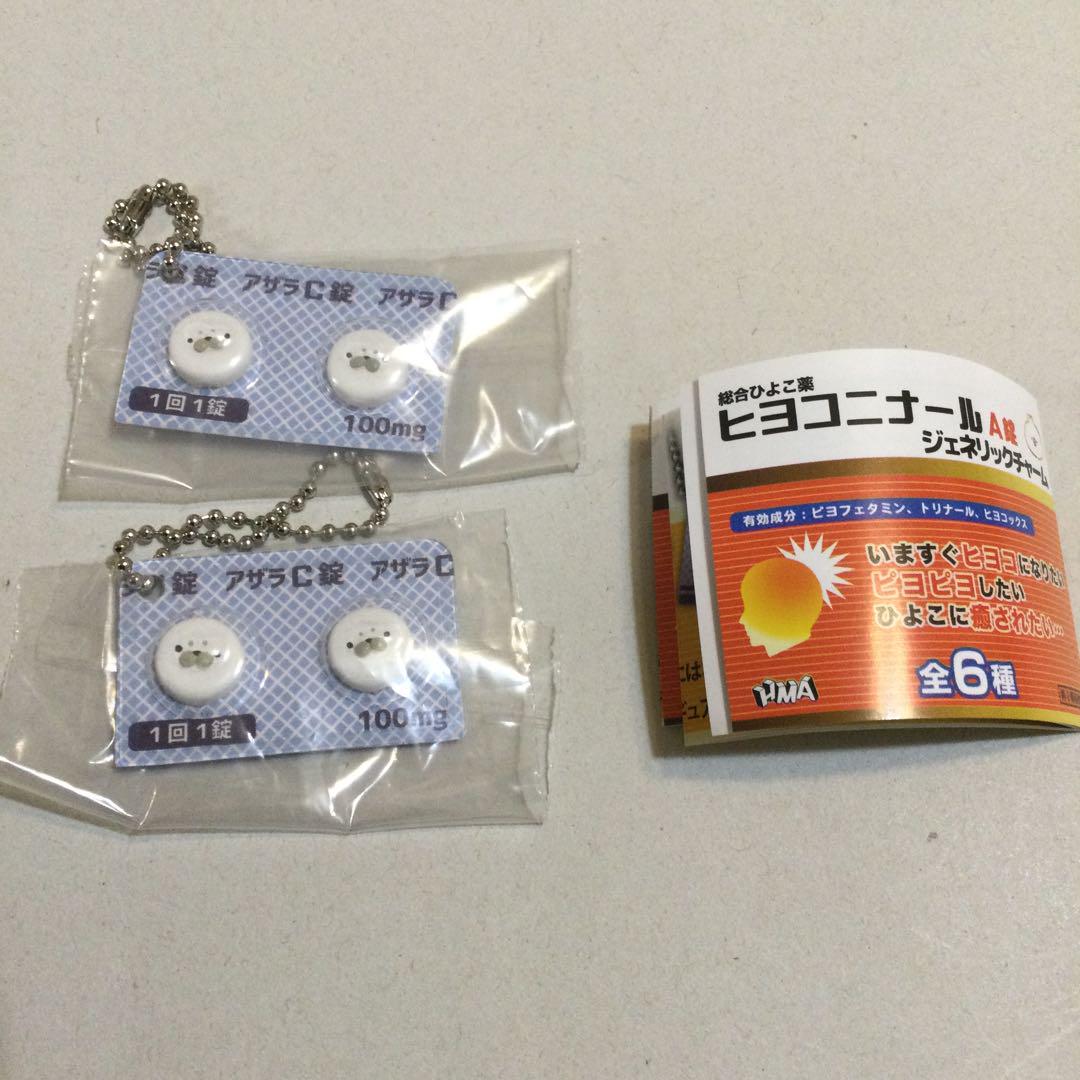 錠 アザラC錠 アザラC
1回1錠
100mg
錠 アザラC錠 アザラC
1回1錠
100mg
総合ひよこ薬
ヒヨコニナール A錠
ジェネリックチャーム
有効成分：ピヨフェタミン、トリナール、ヒヨコックス
いますぐヒヨコになりたい
ピヨピヨしたい
ひよこに癒されたい…
全6種
HMA
には